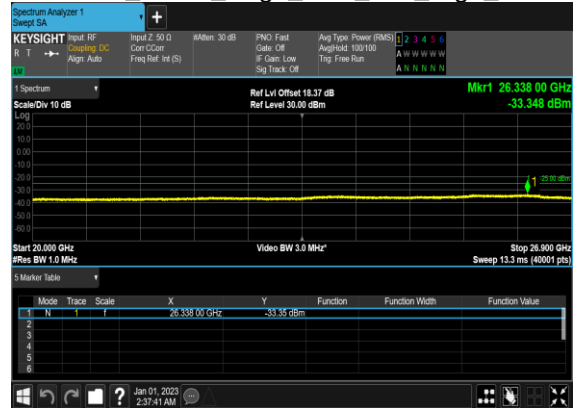 Spectrum Analyzer 1
Swept SA
+
KEYSIGHT Input: RF Input Z: 50 Ω #Atten: 30 dB PNO: Fast Avg Type: Power (RMS) 1 2 3 4 5 6
R T Coupling: DC Corr CCorr Gate: Off Avg|Hold: 100/100 A W W W W W
Align: Auto Freq Ref: Int (S) IF Gain: Low Trig: Free Run
LXI Sig Track: Off A N N N N N
1 Spectrum Ref Lvl Offset 18.37 dB Mkr1 26.338 00 GHz
Scale/Div 10 dB Ref Level 30.00 dBm -33.348 dBm
Log
20.0
10.0
0.00
-10.0
-20.0
1 -25.00 dBm
-30.0
-40.0
-50.0
-60.0
Start 20.000 GHz Video BW 3.0 MHz* Stop 26.900 GHz
#Res BW 1.0 MHz Sweep 13.3 ms (40001 pts)
5 Marker Table
Mode Trace Scale X Y Function Function Width Function Value
1 N 1 f 26.338 00 GHz -33.35 dBm
2
3
4
5
6
? Jan 01, 2023
2:37:41 AM